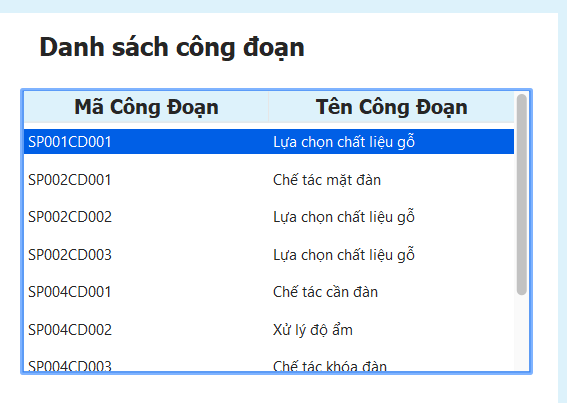 Danh sách công đoạn
Mã Công Đoạn Tên Công Đoạn
SP001CD001 Lựa chọn chất liệu gỗ
SP002CD001 Chế tác mặt đàn
SP002CD002 Lựa chọn chất liệu gỗ
SP002CD003 Lựa chọn chất liệu gỗ
SP004CD001 Chế tác cần đàn
SP004CD002 Xử lý độ ẩm
SP004CD003 Chế tác khóa đàn